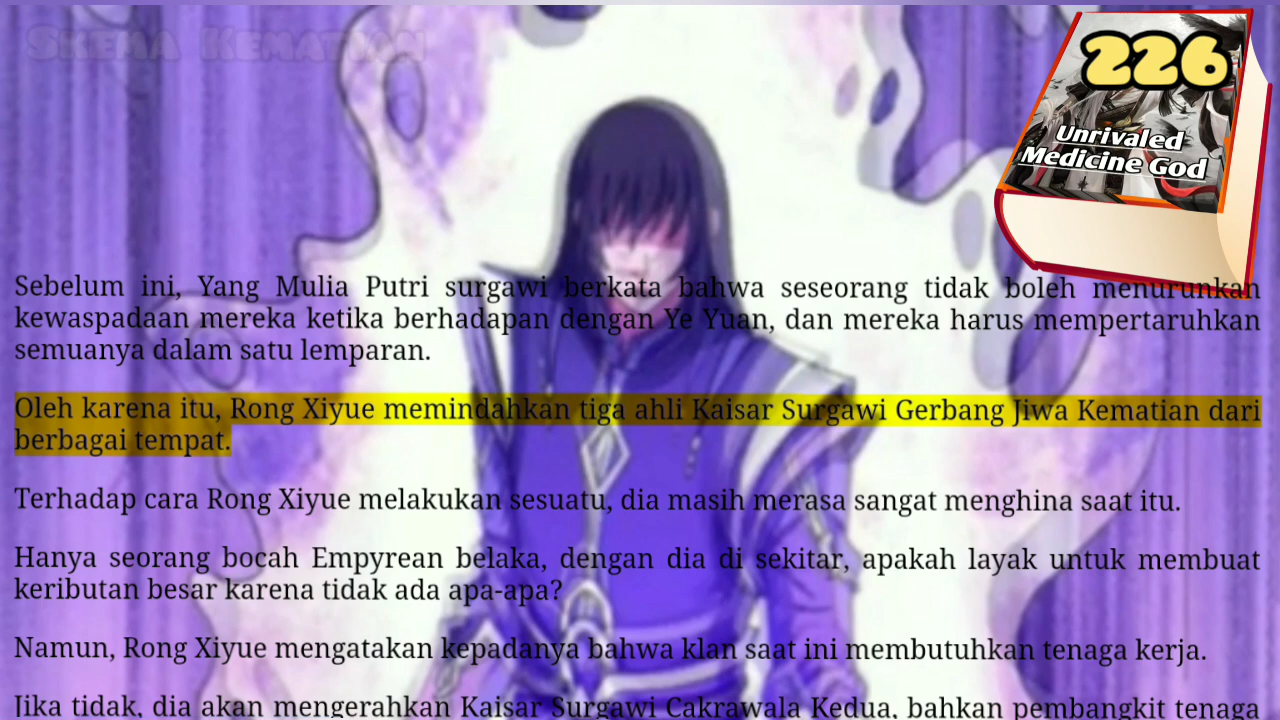 Skema Kematian
226
Unrivaled
Medicine God
Sebelum ini, Yang Mulia Putri surgawi berkata bahwa seseorang tidak boleh menurunkan
kewaspadaan mereka ketika berhadapan dengan Ye Yuan, dan mereka harus mempertaruhkan
semuanya dalam satu lemparan.
Oleh karena itu, Rong Xiyue memindahkan tiga ahli Kaisar Surgawi Gerbang Jiwa Kematian dari
berbagai tempat.
Terhadap cara Rong Xiyue melakukan sesuatu, dia masih merasa sangat menghina saat itu.
Hanya seorang bocah Empyrean belaka, dengan dia di sekitar, apakah layak untuk membuat
keributan besar karena tidak ada apa-apa?
Namun, Rong Xiyue mengatakan kepadanya bahwa klan saat ini membutuhkan tenaga kerja.
Jika tidak, dia akan mengerahkan Kaisar Surgawi Cakrawala Kedua, bahkan pembangkit tenaga